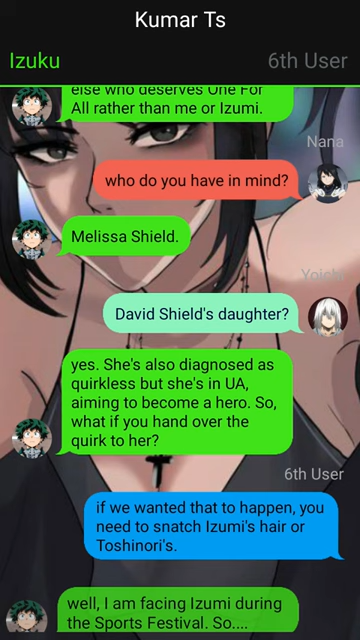 Kumar Ts
Izuku
6th User
else who deserves One For
All rather than me or Izumi.
Nana
who do you have in mind?
Melissa Shield.
Yoichi
David Shield's daughter?
yes. She's also diagnosed as
quirkless but she's in UA,
aiming to become a hero. So,
what if you hand over the
quirk to her?
6th User
if we wanted that to happen, you
need to snatch Izumi's hair or
Toshinori's.
well, I am facing Izumi during
the Sports Festival. So....